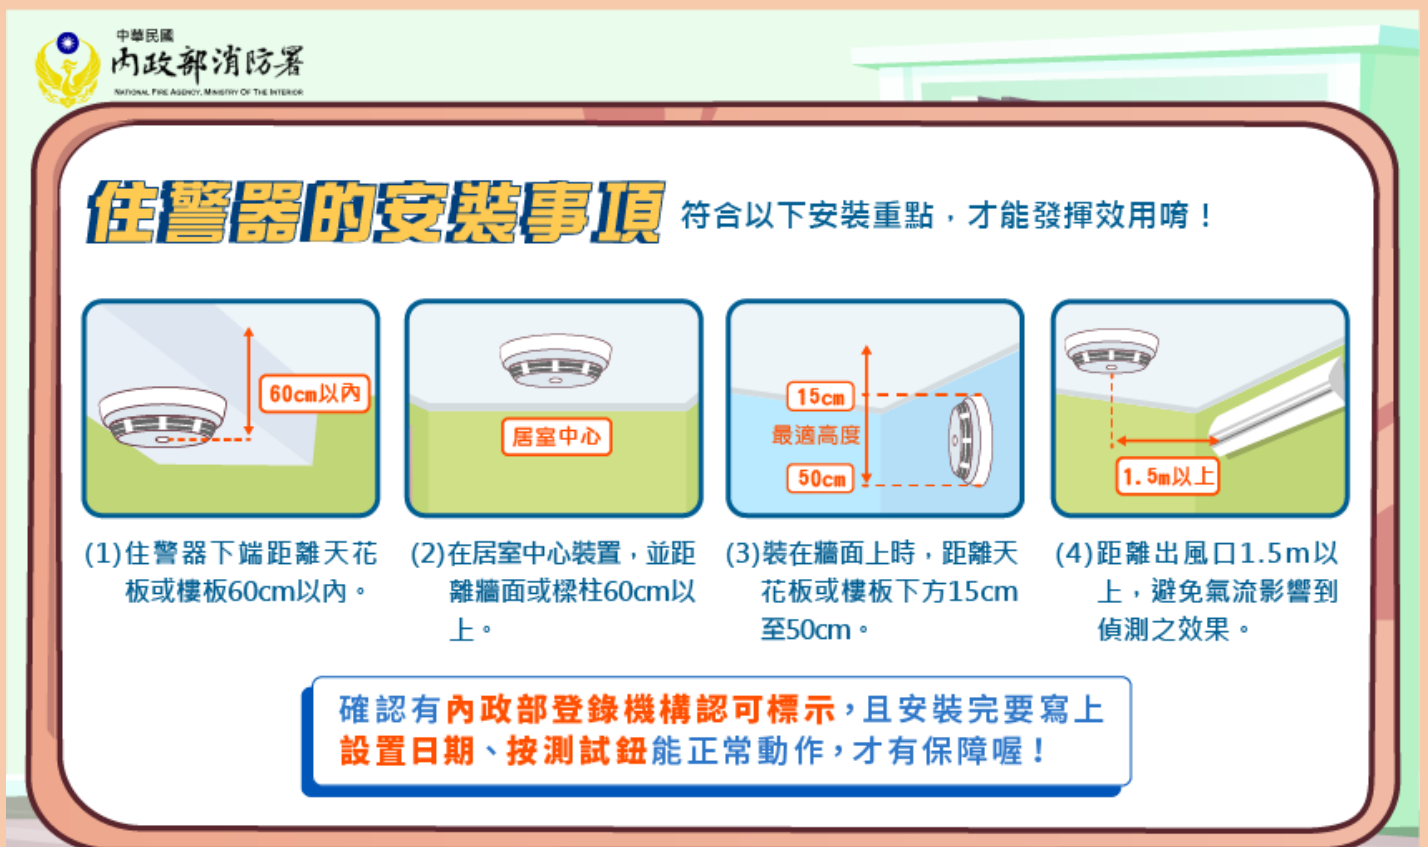 中華民國
內政部消防署
NATIONAL FIRE AGENCY, MINISTRY OF THE INTERIOR
住警器的安裝事項
符合以下安裝重點，才能發揮效用唷！
60cm以內
居室中心
15cm
最適高度
50cm
1.5m以上
(1)住警器下端距離天花
板或樓板60cm以內。
(2)在居室中心裝置，並距
離牆面或樑柱60cm以
上。
(3)裝在牆面上時，距離天
花板或樓板下方15cm
至50cm。
(4)距離出風口1.5m以
上，避免氣流影響到
偵測之效果。
確認有內政部登錄機構認可標示，且安裝完要寫上
設置日期、按測試鈕能正常動作，才有保障喔！